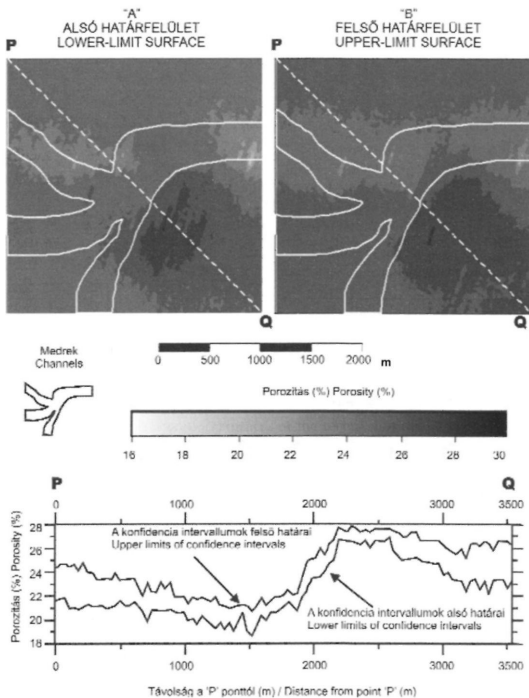 "A"
ALSÓ HATÁRFELÜLET
LOWER-LIMIT SURFACE
"B"
FELSŐ HATÁRFELÜLET
UPPER-LIMIT SURFACE
P
P
Q
Q
Medrek
Channels
0 500 1000 1500 2000 m
Porozítás (%) Porosity (%)
16 18 20 22 24 26 28 30
P
Q
0 1000 2000 3000 3500
Porozítás (%) Porosity (%)
28
26
24
22
20
18
A konfidencia intervallumok felső határai
Upper limits of confidence intervals
A konfidencia intervallumok alsó határai
Lower limits of confidence intervals
0 1000 2000 3000 3500
Távolság a 'P' ponttól (m) / Distance from point 'P' (m)